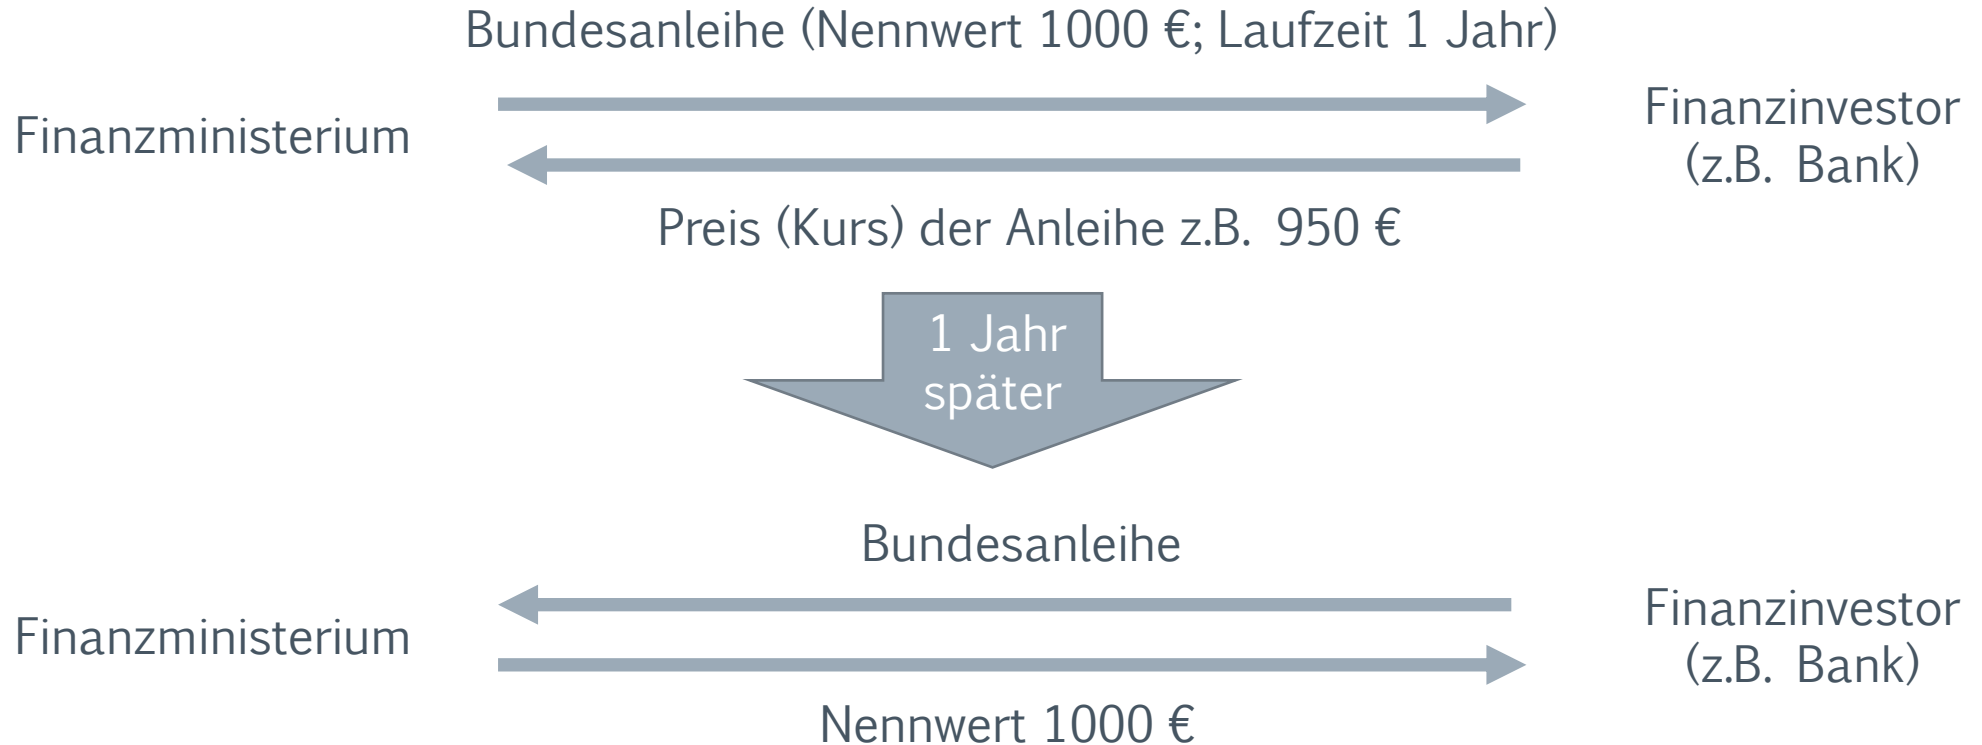 Bundesanleihe (Nennwert 1000 €; Laufzeit 1 Jahr)
Finanzministerium
Finanzinvestor
(z.B. Bank)
Preis (Kurs) der Anleihe z.B. 950 €
1 Jahr
später
Bundesanleihe
Finanzministerium
Finanzinvestor
(z.B. Bank)
Nennwert 1000 €